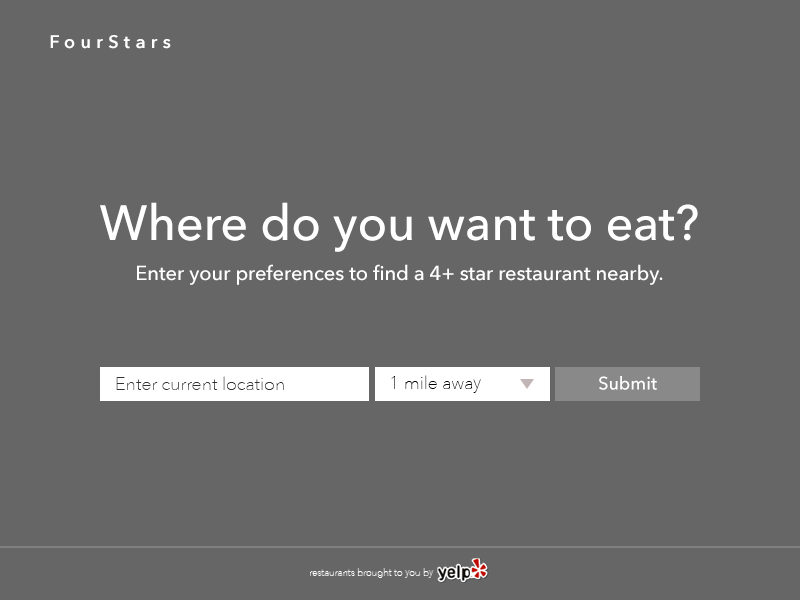 FourStars
Where do you want to eat?
Enter your preferences to find a 4+ star restaurant nearby.
Enter current location
1 mile away
Submit
restaurants brought to you by yelp